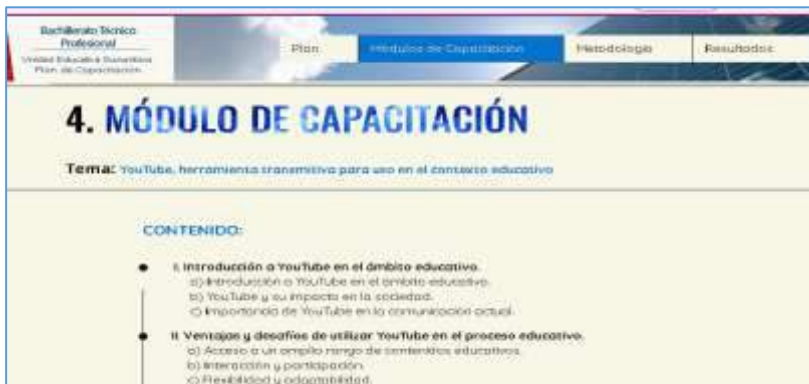 Bachillerato Técnico
Profesional
Unidad Educativa
Plan de Capacitación
Plan
Módulos de Capacitación
Metodología
Resultados
4. MÓDULO DE CAPACITACIÓN
Tema: YouTube, herramienta transmitiva para uso en el contexto educativo
CONTENIDO:
I. Introducción a YouTube en el ámbito educativo.
a) Introducción a YouTube en el ámbito educativo.
b) YouTube y su impacto en la sociedad.
c) Importancia de YouTube en la comunicación actual.
II. Ventajas y desafíos de utilizar YouTube en el proceso educativo.
a) Acceso a un amplio rango de contenidos educativos.
b) Interacción y participación.
c) Flexibilidad y adaptabilidad.